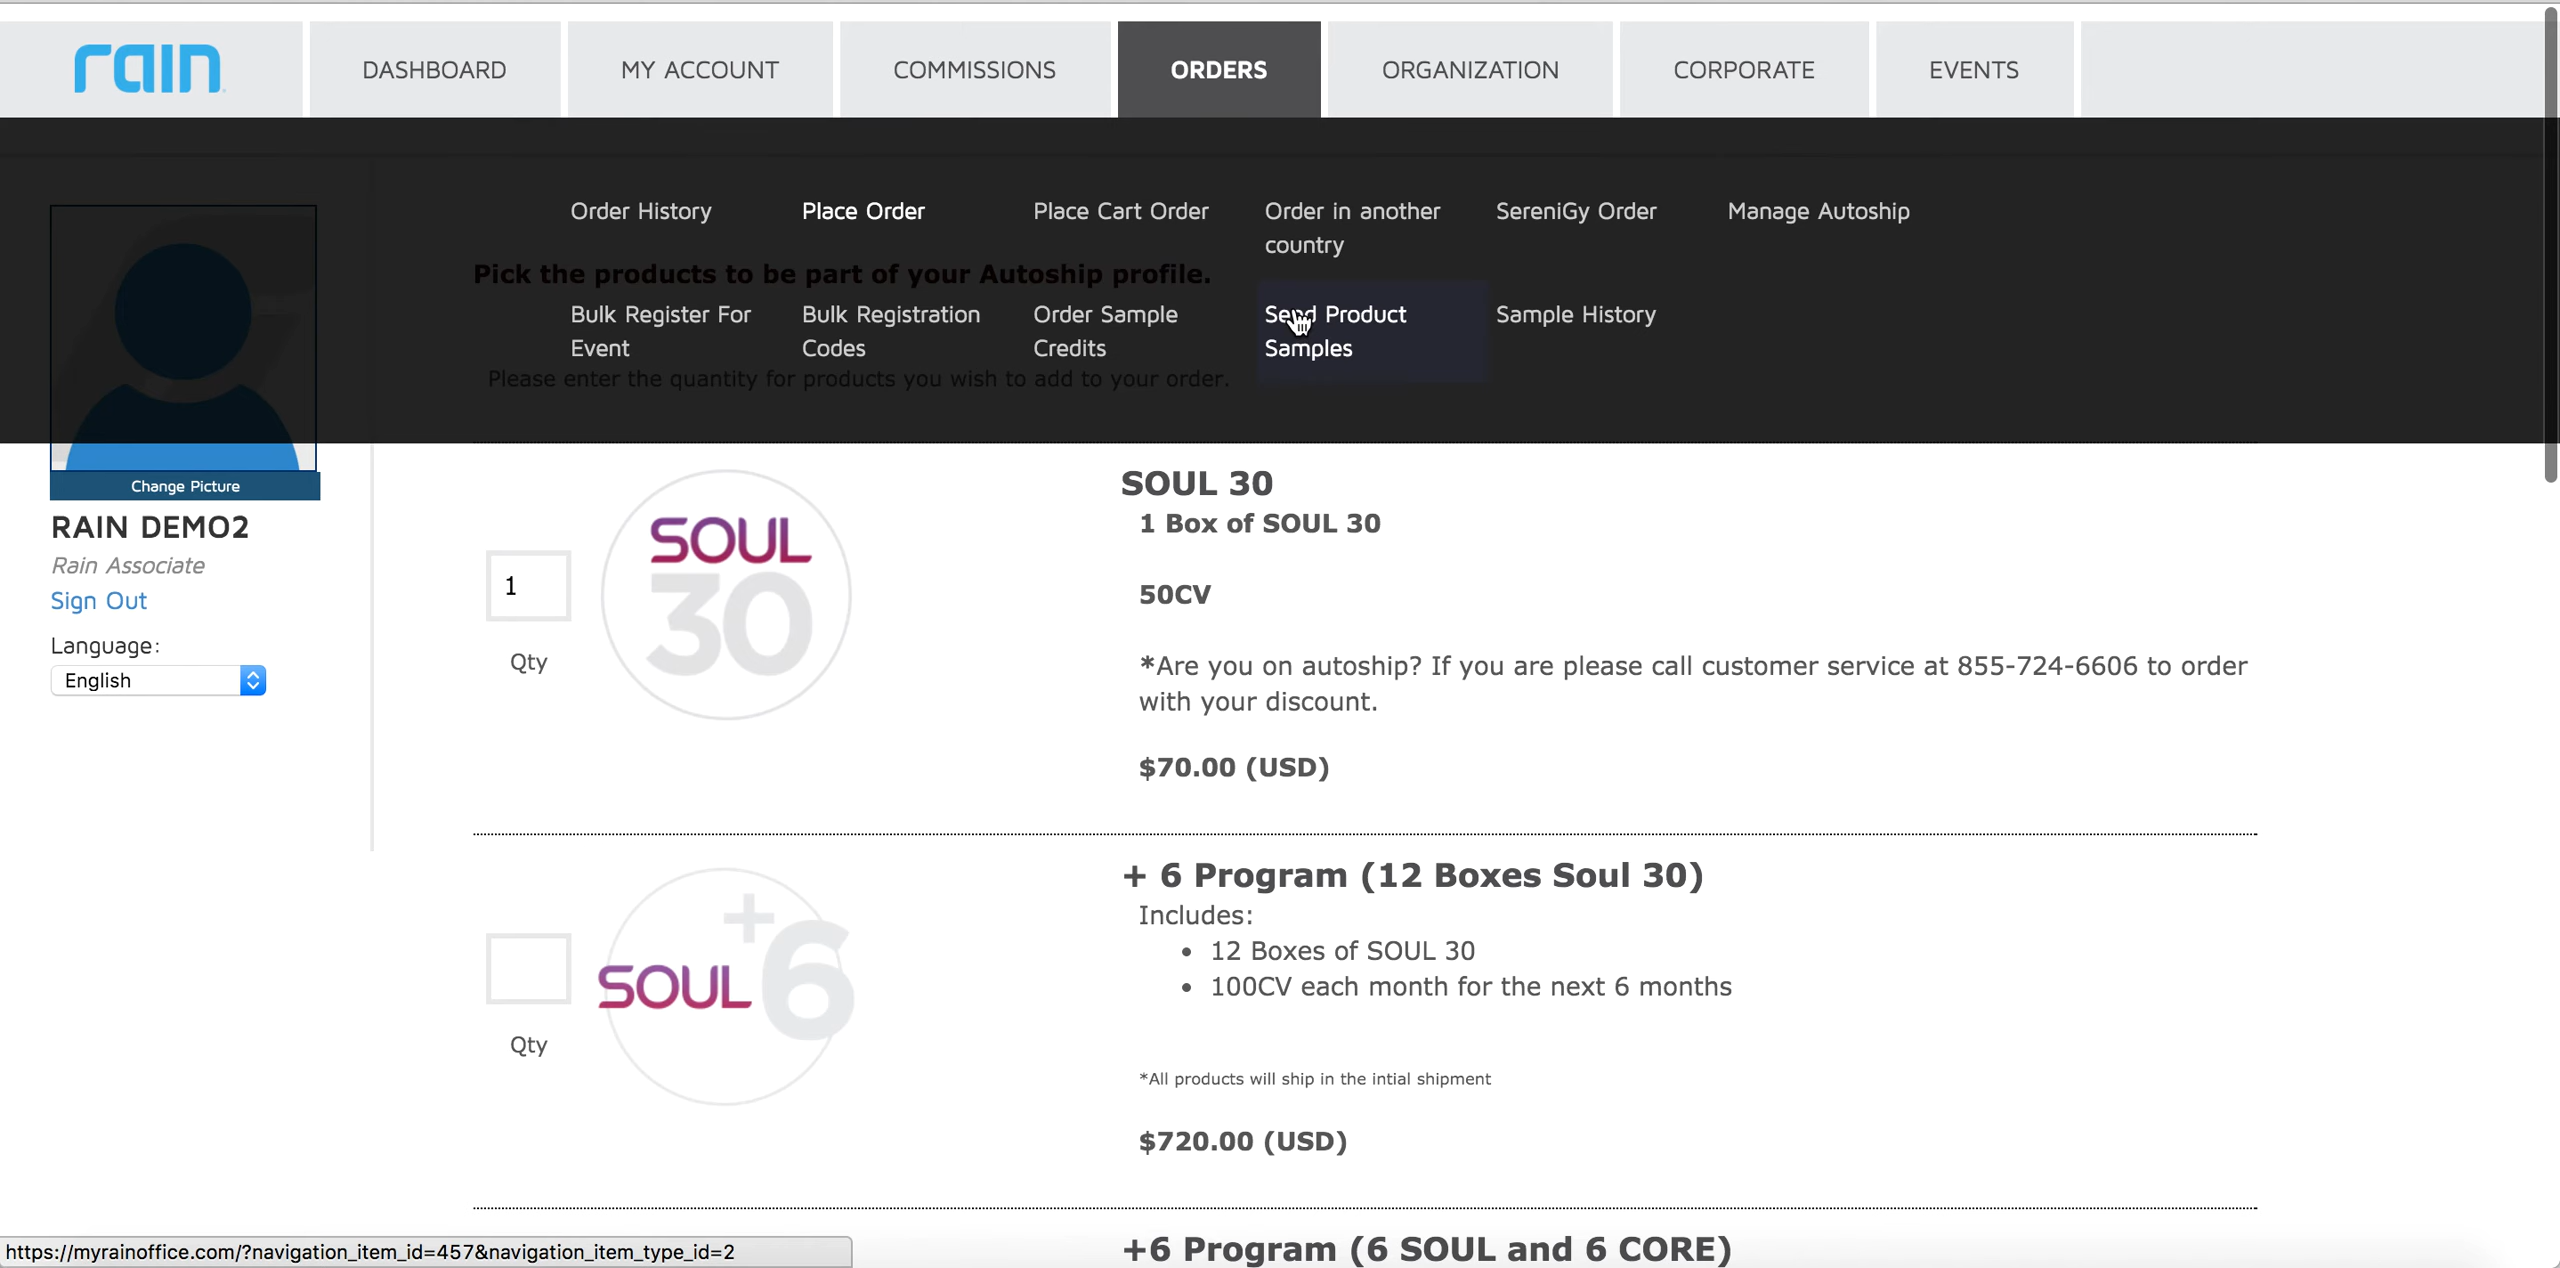 rain DASHBOARD MY ACCOUNT COMMISSIONS ORDERS ORGANIZATION CORPORATE EVENTS
Order History Place Order Place Cart Order Order in another SereniGy Order Manage Autoship
country
Pick the products to be part of your Autoship profile.
Bulk Register For Bulk Registration Order Sample Send Product Sample History
Event Codes Credits Samples
Please enter the quantity for products you wish to add to your order.
Change Picture
RAIN DEMO2
Rain Associate
Sign Out
Language:
English
1
Qty
SOUL
30
SOUL 30
1 Box of SOUL 30
50CV
*Are you on autoship? If you are please call customer service at 855-724-6606 to order
with your discount.
$70.00 (USD)
Qty
SOUL +6
+ 6 Program (12 Boxes Soul 30)
Includes:
• 12 Boxes of SOUL 30
• 100CV each month for the next 6 months
*All products will ship in the intial shipment
$720.00 (USD)
+6 Program (6 SOUL and 6 CORE)
https://myrainoffice.com/?navigation_item_id=457&navigation_item_type_id=2